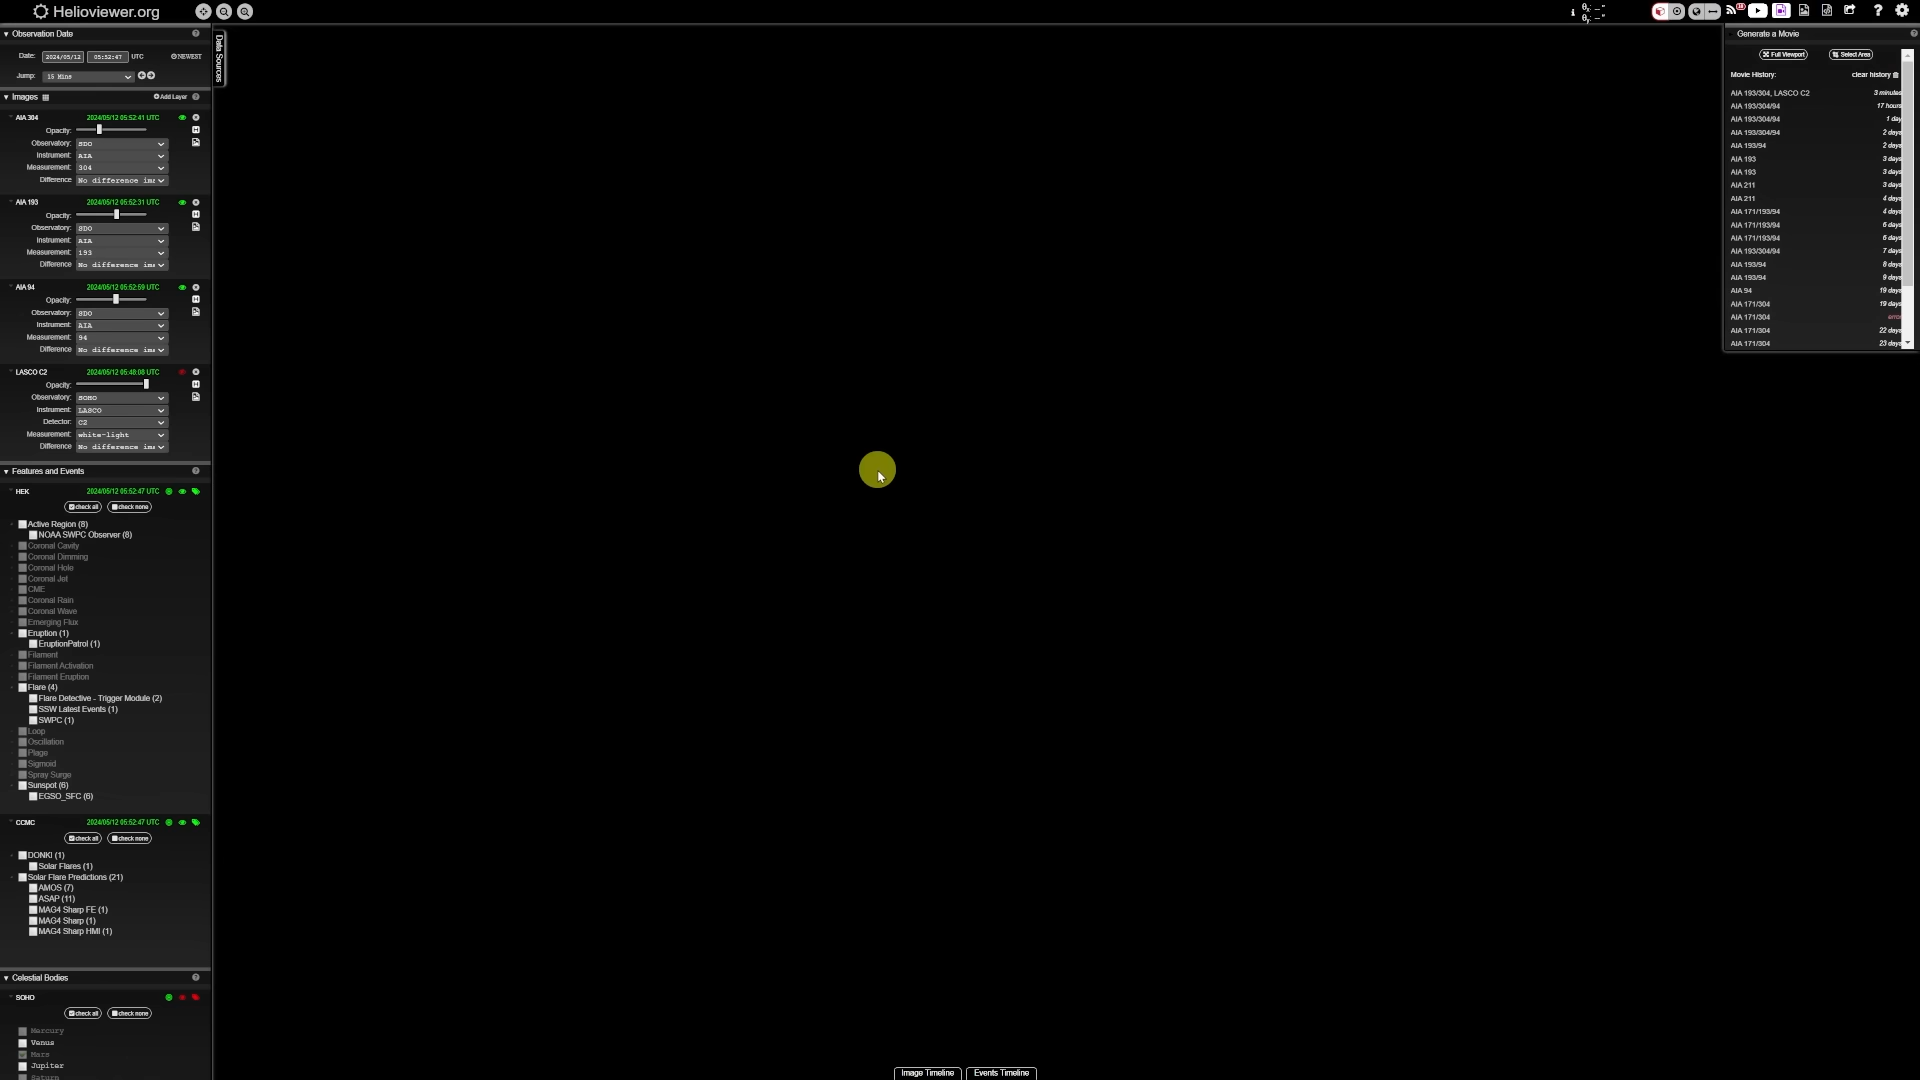 Helioviewer.org
Observation Date
Date: 2024/05/12 05:52:47 UTC NEWEST
Jump: 15 Mins
Data Sources
Images
Add Layer
AIA 304 2024/05/12 05:52:41 UTC
Opacity:
Observatory: SDO
Instrument: AIA
Measurement: 304
Difference No difference im
AIA 193 2024/05/12 05:52:31 UTC
Opacity:
Observatory: SDO
Instrument: AIA
Measurement: 193
Difference No difference im
AIA 94 2024/05/12 05:52:59 UTC
Opacity:
Observatory: SDO
Instrument: AIA
Measurement: 94
Difference No difference im
LASCO C2 2024/05/12 05:48:08 UTC
Opacity:
Observatory: SOHO
Instrument: LASCO
Detector: C2
Measurement: white-light
Difference No difference im
Features and Events
HEK 2024/05/12 05:52:47 UTC
check all check none
Active Region (8)
NOAA SWPC Observer (8)
Coronal Cavity
Coronal Dimming
Coronal Hole
Coronal Jet
CME
Coronal Rain
Coronal Wave
Emerging Flux
Eruption (1)
EruptionPatrol (1)
Filament
Filament Activation
Filament Eruption
Flare (4)
Flare Detective - Trigger Module (2)
SSW Latest Events (1)
SWPC (1)
Loop
Oscillation
Plage
Sigmoid
Spray Surge
Sunspot (6)
EGSO_SFC (6)
CCMC 2024/05/12 05:52:47 UTC
check all check none
DONKI (1)
Solar Flares (1)
Solar Flare Predictions (21)
AMOS (7)
ASAP (11)
MAG4 Sharp FE (1)
MAG4 Sharp (1)
MAG4 Sharp HMI (1)
Celestial Bodies
SOHO
check all check none
Mercury
Venus
Mars
Jupiter
Saturn
Image Timeline Events Timeline
Generate a Movie
Full Viewport Select Area
Movie History: clear history
AIA 193/304, LASCO C2 3 minutes
AIA 193/304/94 17 hours
AIA 193/304/94 1 day
AIA 193/304/94 2 days
AIA 193/94 2 days
AIA 193 3 days
AIA 193 3 days
AIA 211 3 days
AIA 211 4 days
AIA 171/193/94 4 days
AIA 171/193/94 6 days
AIA 171/193/94 6 days
AIA 193/304/94 7 days
AIA 193/94 8 days
AIA 193/94 9 days
AIA 94 19 days
AIA 171/304 19 days
AIA 171/304 error
AIA 171/304 22 days
AIA 171/304 23 days